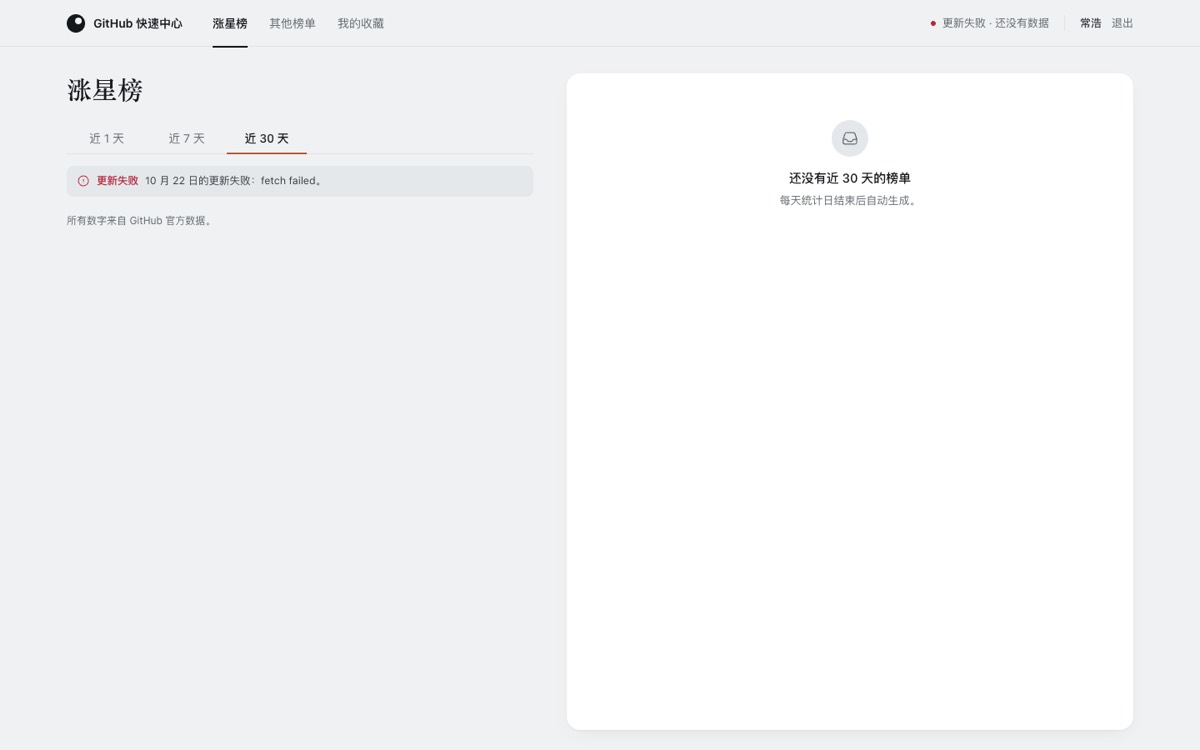 GitHub 快速中心
涨星榜
其他榜单
我的收藏
更新失败 · 还没有数据
常浩
退出
涨星榜
近 1 天
近 7 天
近 30 天
更新失败 10 月 22 日的更新失败：fetch failed。
所有数字来自 GitHub 官方数据。
还没有近 30 天的榜单
每天统计日结束后自动生成。